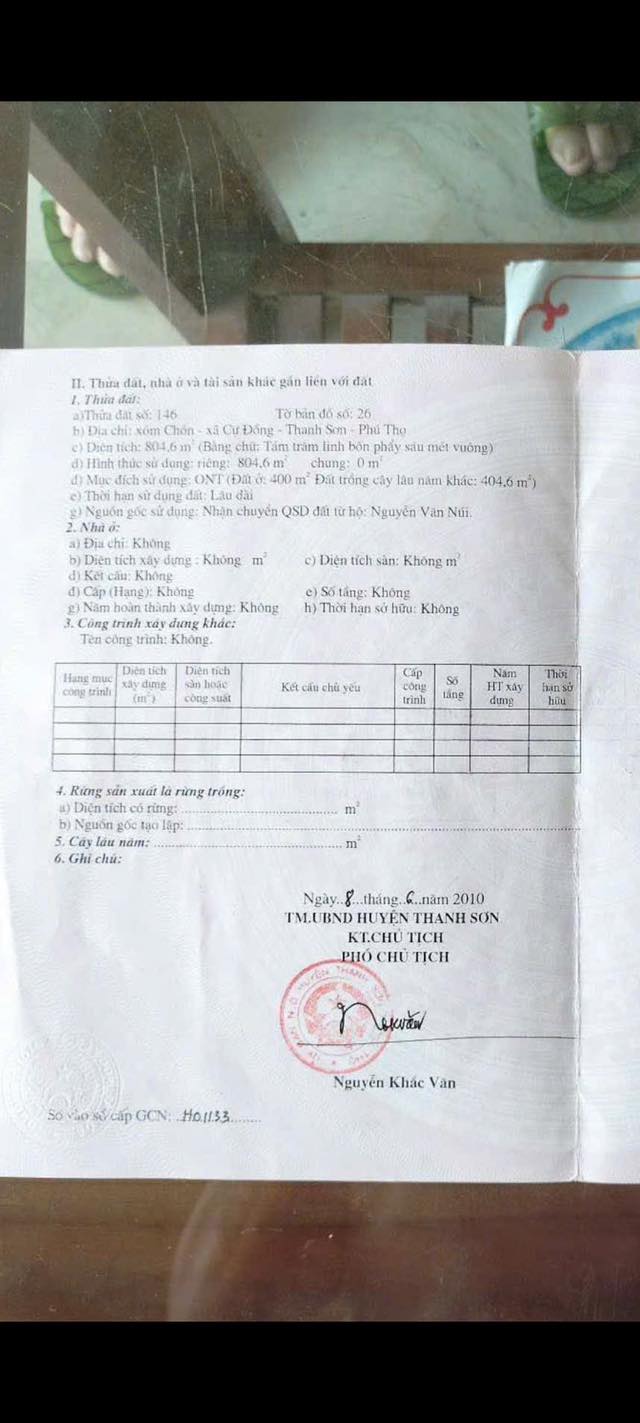 II. Thửa đất, nhà ở và tài sản khác gắn liền với đất
1. Thửa đất:
a)Thửa đất số: 146 Tờ bản đồ số: 26
b) Địa chỉ: xóm Chón - xã Cự Đồng - Thanh Sơn - Phú Thọ
c) Diện tích: 804,6 m² (Bằng chữ: Tám trăm linh bốn phẩy sáu mét vuông)
d) Hình thức sử dụng: riêng: 804,6 m² chung: 0 m²
đ) Mục đích sử dụng: ONT (Đất ở: 400 m² Đất trồng cây lâu năm khác: 404,6 m²)
e) Thời hạn sử dụng đất: Lâu dài
g) Nguồn gốc sử dụng: Nhận chuyển QSD đất từ hộ: Nguyễn Văn Núi.
2. Nhà ở:
a) Địa chỉ: Không
b) Diện tích xây dựng : Không m² c) Diện tích sàn: Không m²
d) Kết cấu: Không
đ) Cấp (Hạng): Không e) Số tầng: Không
g) Năm hoàn thành xây dựng: Không h) Thời hạn sở hữu: Không
3. Công trình xây dựng khác:
Tên công trình: Không.
Hạng mục công trình Diện tích xây dựng (m²) Diện tích sàn hoặc công suất Kết cấu chủ yếu Cấp công trình Số tầng Năm HT xây dựng Thời hạn sở hữu
4. Rừng sản xuất là rừng trồng:
a) Diện tích có rừng: m²
b) Nguồn gốc tạo lập:
5. Cây lâu năm: m²
6. Ghi chú:
Ngày..8...tháng..6..năm 2010
TM.UBND HUYỆN THANH SƠN
KT.CHỦ TỊCH
PHÓ CHỦ TỊCH
Nguyễn Khắc Văn
Số vào sổ cấp GCN: ..H01133........